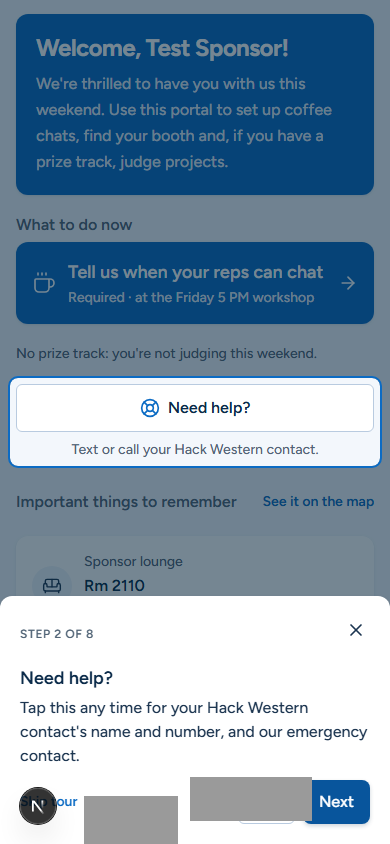 Welcome, Test Sponsor!
We're thrilled to have you with us this
weekend. Use this portal to set up coffee
chats, find your booth and, if you have a
prize track, judge projects.
What to do now
Tell us when your reps can chat
Required · at the Friday 5 PM workshop
No prize track: you're not judging this weekend.
Need help?
Text or call your Hack Western contact.
Important things to remember
See it on the map
Sponsor lounge
Rm 2110
STEP 2 OF 8
Need help?
Tap this any time for your Hack Western
contact's name and number, and our emergency
contact.
tour
N
Next